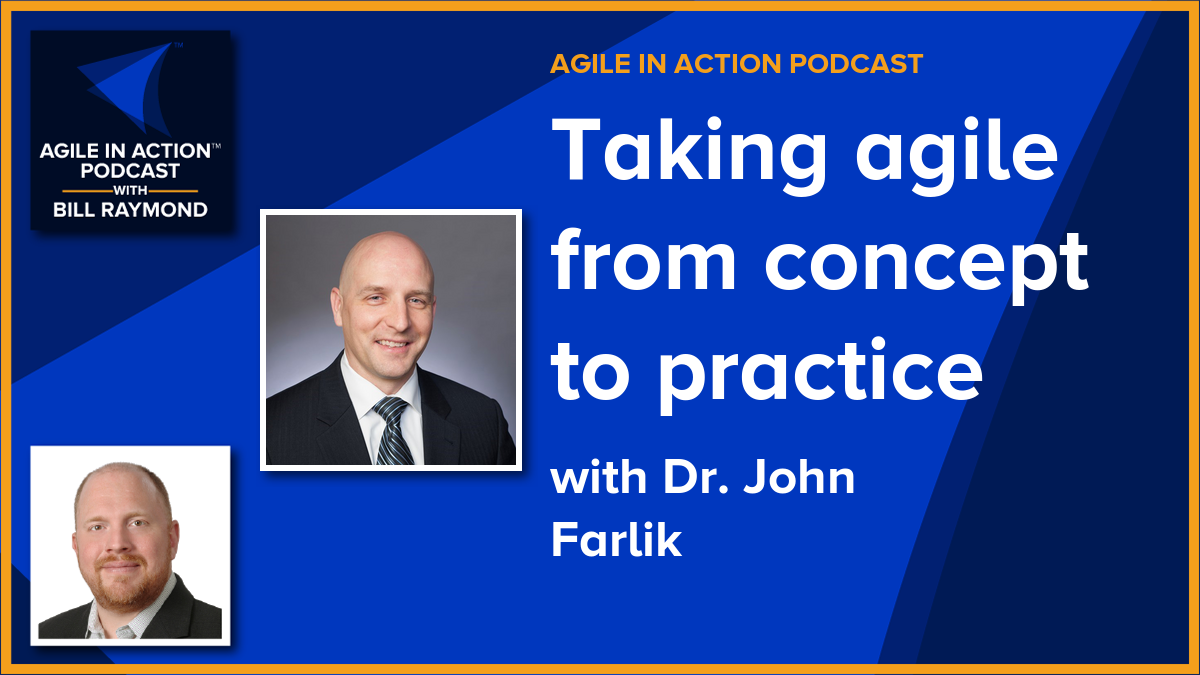 ™
AGILE IN ACTION™
PODCAST
WITH
BILL RAYMOND
AGILE IN ACTION PODCAST
Taking agile
from concept
to practice
with Dr. John
Farlik